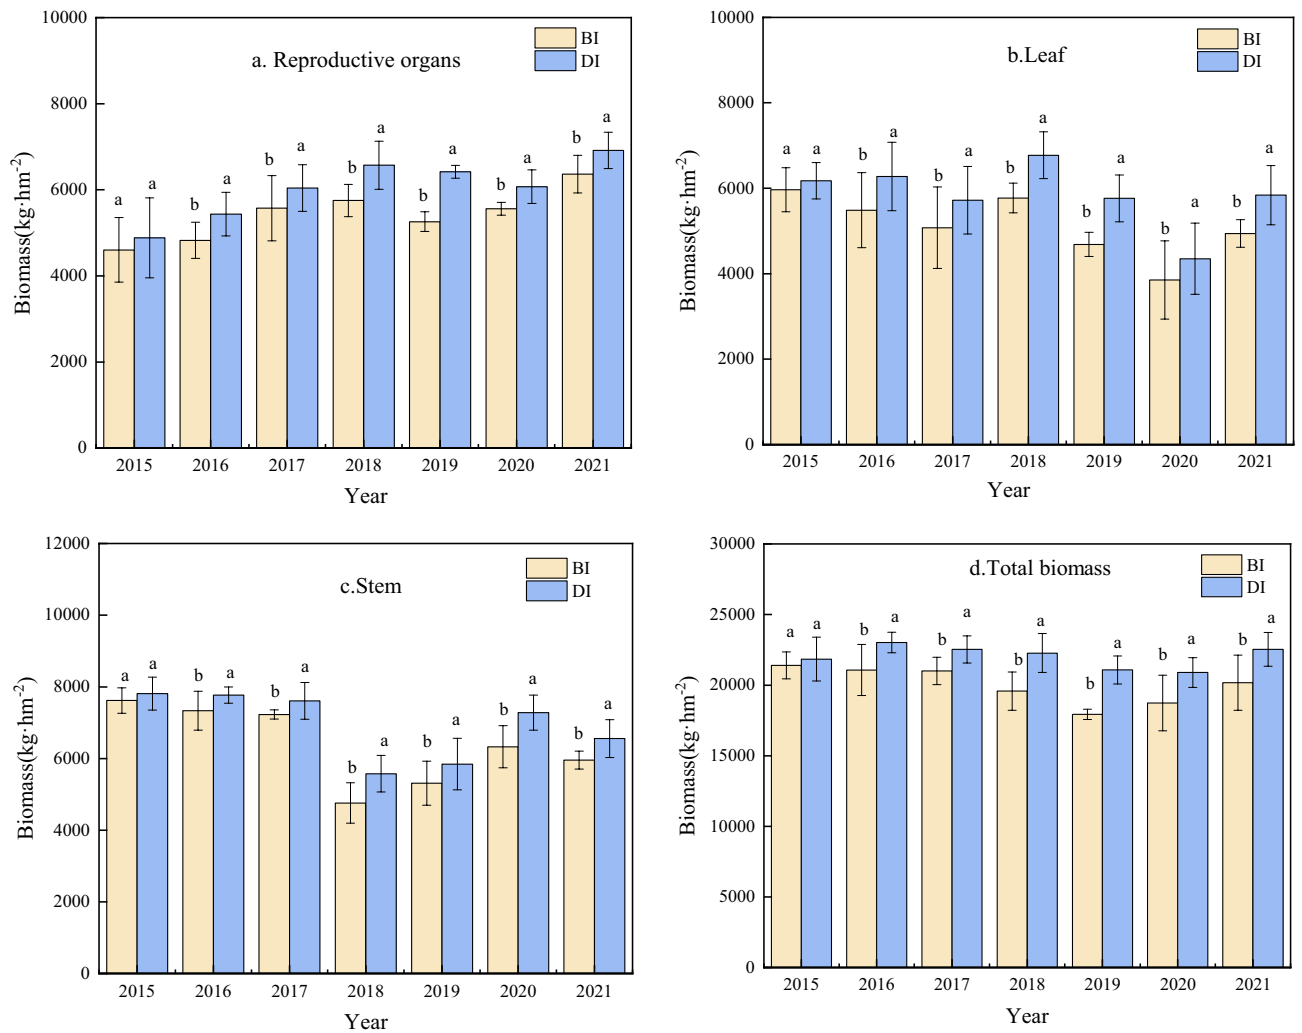 a. Reproductive organs
BI
DI
Biomass(kg·hm⁻²)
10000
8000
6000
4000
2000
0
a a b a b a b a b a b a b a
2015 2016 2017 2018 2019 2020 2021
Year
b.Leaf
BI
DI
Biomass(kg·hm⁻²)
10000
8000
6000
4000
2000
0
a a b a b a b a b a b a b a
2015 2016 2017 2018 2019 2020 2021
Year
c.Stem
BI
DI
Biomass(kg·hm⁻²)
12000
10000
8000
6000
4000
2000
0
a a b a b a b a b a b a b a
2015 2016 2017 2018 2019 2020 2021
Year
d.Total biomass
BI
DI
Biomass(kg·hm⁻²)
30000
25000
20000
15000
10000
5000
0
a a b a b a b a b a b a b a
2015 2016 2017 2018 2019 2020 2021
Year